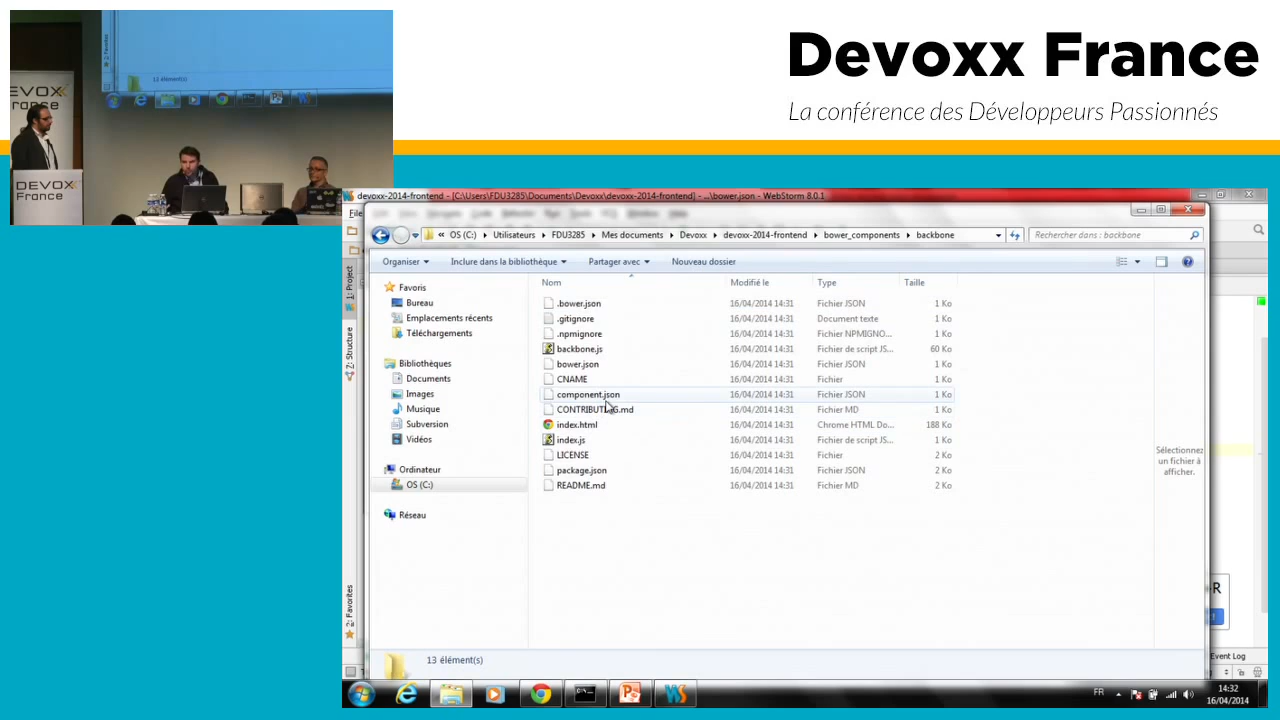 Devoxx France
La conférence des Développeurs Passionnés
13 élément(s)
EVOXX
France
DEVOXX
France
devoxx-2014-frontend - [C:\Users\FDU3285\Documents\Devoxx\devoxx-2014-frontend] - ...\bower.json - WebStorm 8.0.1
File
« OS (C:) Utilisateurs FDU3285 Mes documents Devoxx devoxx-2014-frontend bower_components backbone
Rechercher dans : backbone
Organiser Inclure dans la bibliothèque Partager avec Nouveau dossier
1: Project
Z: Structure
2: Favorites
Favoris
Bureau
Emplacements récents
Téléchargements
Bibliothèques
Documents
Images
Musique
Subversion
Vidéos
Ordinateur
OS (C:)
Réseau
Nom Modifié le Type Taille
.bower.json 16/04/2014 14:31 Fichier JSON 1 Ko
.gitignore 16/04/2014 14:31 Document texte 1 Ko
.npmignore 16/04/2014 14:31 Fichier NPMIGNO... 1 Ko
backbone.js 16/04/2014 14:31 Fichier de script JS... 60 Ko
bower.json 16/04/2014 14:31 Fichier JSON 1 Ko
CNAME 16/04/2014 14:31 Fichier 1 Ko
component.json 16/04/2014 14:31 Fichier JSON 1 Ko
CONTRIBUTING.md 16/04/2014 14:31 Fichier MD 1 Ko
index.html 16/04/2014 14:31 Chrome HTML Do... 188 Ko
index.js 16/04/2014 14:31 Fichier de script JS... 1 Ko
LICENSE 16/04/2014 14:31 Fichier 2 Ko
package.json 16/04/2014 14:31 Fichier JSON 2 Ko
README.md 16/04/2014 14:31 Fichier MD 2 Ko
Sélectionnez
un fichier à
afficher.
R
Event Log
13 élément(s)
FR
14:32
16/04/2014